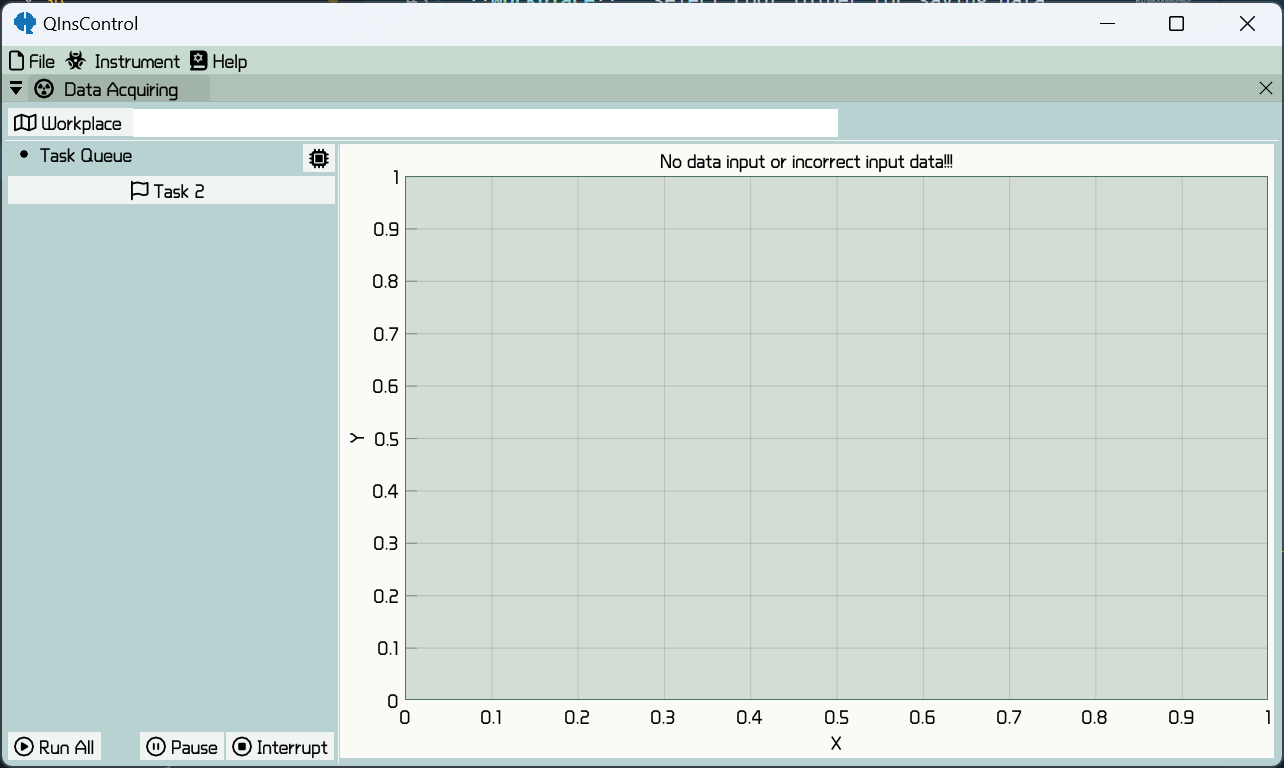 QInsControl
File Instrument Help
Data Acquiring
Workplace
Task Queue
Task 2
Run All Pause Interrupt
No data input or incorrect input data!!!
1
0.9
0.8
0.7
0.6
0.5
0.4
0.3
0.2
0.1
0
Y
0 0.1 0.2 0.3 0.4 0.5 0.6 0.7 0.8 0.9 1
X